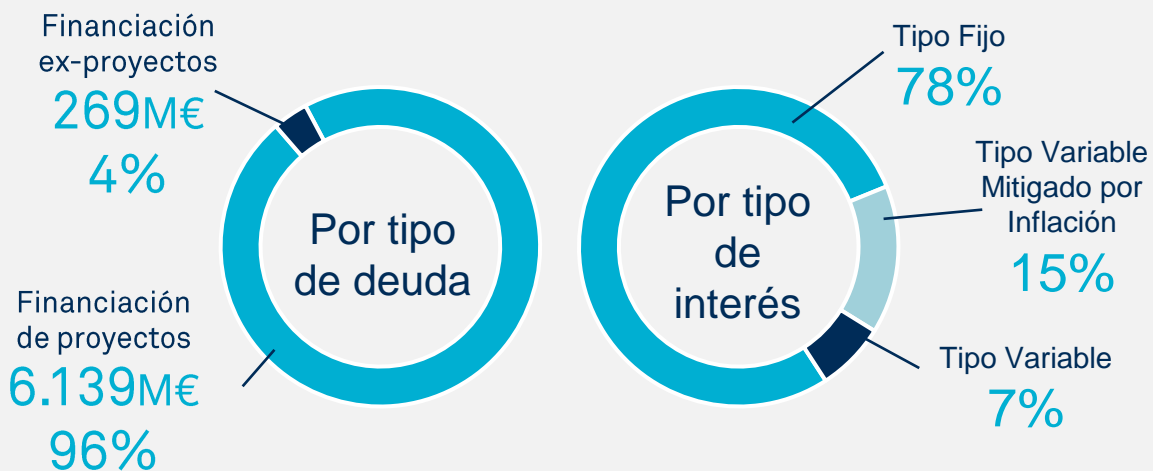 Financiación
ex-proyectos
269M€
4%
Por tipo
de deuda
Financiación
de proyectos
6.139M€
96%
Tipo Fijo
78%
Por tipo
de
interés
Tipo Variable
Mitigado por
Inflación
15%
Tipo Variable
7%